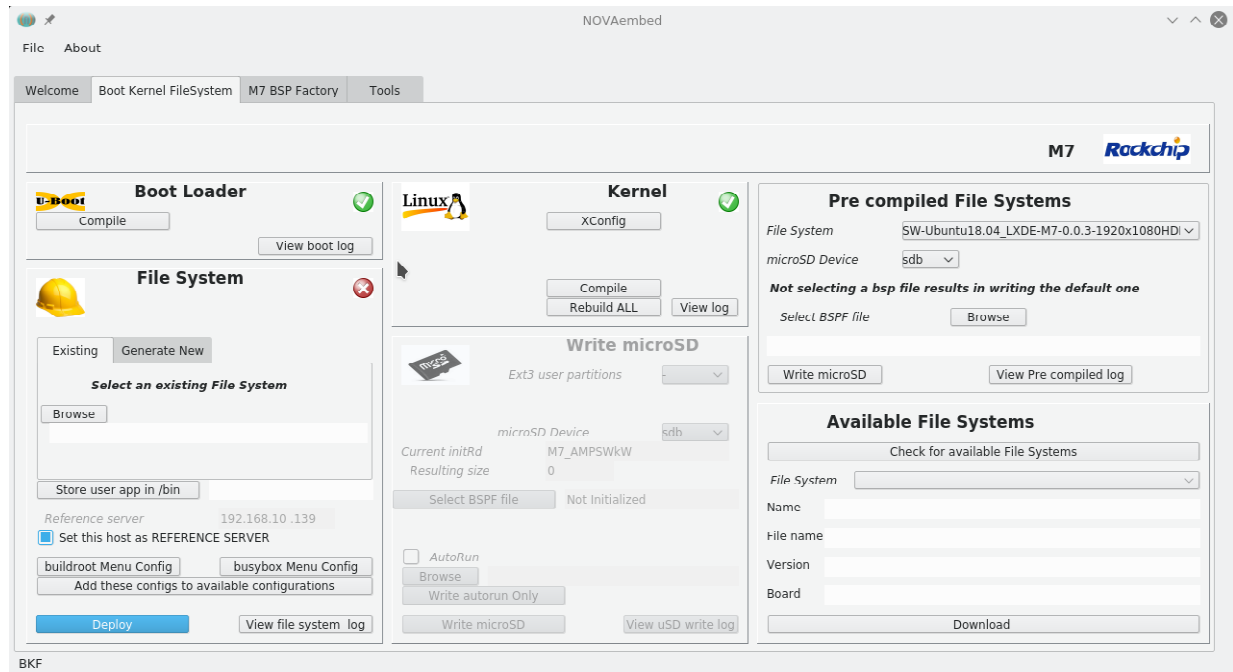 NOVAembed
File About
Welcome Boot Kernel FileSystem M7 BSP Factory Tools
M7 Rockchip
U-Boot Boot Loader
Compile
View boot log
File System
Existing Generate New
Select an existing File System
Browse
Store user app in /bin
Reference server 192.168.10 .139
Set this host as REFERENCE SERVER
buildroot Menu Config busybox Menu Config
Add these configs to available configurations
Deploy View file system log
Linux Kernel
XConfig
Compile
Rebuild ALL View log
Write microSD
micro
Ext3 user partitions -
microSD Device sdb
Current initRd M7_AMPSWkW
Resulting size 0
Select BSPF file Not Initialized
AutoRun
Browse
Write autorun Only
Write microSD View uSD write log
Pre compiled File Systems
File System SW-Ubuntu18.04_LXDE-M7-0.0.3-1920x1080HDI
microSD Device sdb
Not selecting a bsp file results in writing the default one
Select BSPF file Browse
Write microSD View Pre compiled log
Available File Systems
Check for available File Systems
File System
Name
File name
Version
Board
Download
BKF